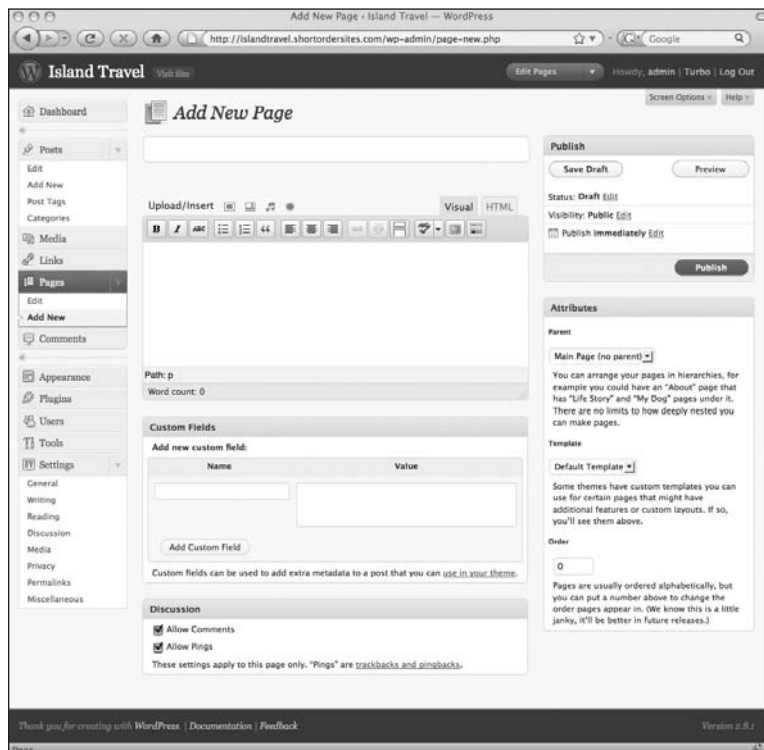 Add New Page ‹ Island Travel — WordPress
http://islandtravel.shortordersites.com/wp-admin/page-new.php
Google
Island Travel
Visit Site
Edit Pages
Howdy, admin | Turbo | Log Out
Screen Options
Help
Dashboard
Posts
Edit
Add New
Post Tags
Categories
Media
Links
Pages
Edit
Add New
Comments
Appearance
Plugins
Users
Tools
Settings
General
Writing
Reading
Discussion
Media
Privacy
Permalinks
Miscellaneous
Add New Page
Upload/Insert
Visual
HTML
B I ABC
Path: p
Word count: 0
Custom Fields
Add new custom field:
Name
Value
Add Custom Field
Custom fields can be used to add extra metadata to a post that you can use in your theme.
Discussion
Allow Comments
Allow Pings
These settings apply to this page only. "Pings" are trackbacks and pingbacks.
Publish
Save Draft
Preview
Status: Draft Edit
Visibility: Public Edit
Publish immediately Edit
Publish
Attributes
Parent
Main Page (no parent)
You can arrange your pages in hierarchies, for
example you could have an "About" page that
has "Life Story" and "My Dog" pages under it.
There are no limits to how deeply nested you
can make pages.
Template
Default Template
Some themes have custom templates you can
use for certain pages that might have
additional features or custom layouts. If so,
you'll see them above.
Order
0
Pages are usually ordered alphabetically, but
you can put a number above to change the
order pages appear in. (We know this is a little
janky, it'll be better in future releases.)
Thank you for creating with WordPress. | Documentation | Feedback
Version 2.8.1
Done